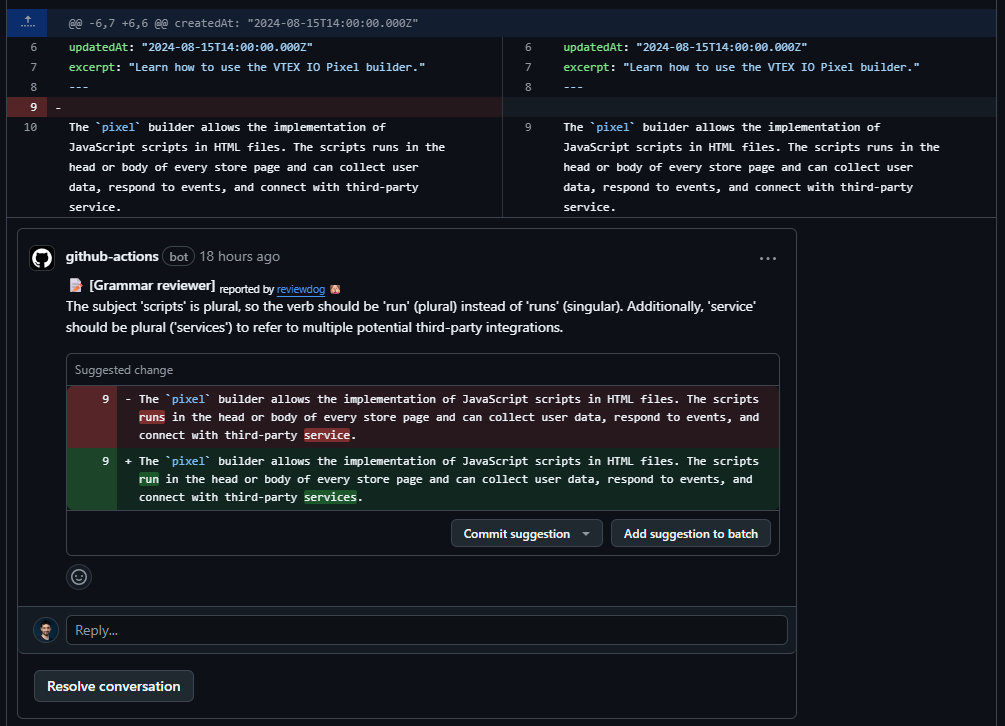 @@ -6,7 +6,6 @@ createdAt: "2024-08-15T14:00:00.000Z"
6 updatedAt: "2024-08-15T14:00:00.000Z" 6 updatedAt: "2024-08-15T14:00:00.000Z"
7 excerpt: "Learn how to use the VTEX IO Pixel builder." 7 excerpt: "Learn how to use the VTEX IO Pixel builder."
8 --- 8 ---
9 -
10 The `pixel` builder allows the implementation of 9 The `pixel` builder allows the implementation of
JavaScript scripts in HTML files. The scripts runs in the JavaScript scripts in HTML files. The scripts runs in the
head or body of every store page and can collect user head or body of every store page and can collect user
data, respond to events, and connect with third-party data, respond to events, and connect with third-party
service. service.
github-actions bot 18 hours ago
[Grammar reviewer] reported by reviewdog
The subject 'scripts' is plural, so the verb should be 'run' (plural) instead of 'runs' (singular). Additionally, 'service'
should be plural ('services') to refer to multiple potential third-party integrations.
Suggested change
9 - The `pixel` builder allows the implementation of JavaScript scripts in HTML files. The scripts
runs in the head or body of every store page and can collect user data, respond to events, and
connect with third-party service.
9 + The `pixel` builder allows the implementation of JavaScript scripts in HTML files. The scripts
run in the head or body of every store page and can collect user data, respond to events, and
connect with third-party services.
Commit suggestion Add suggestion to batch
Reply...
Resolve conversation